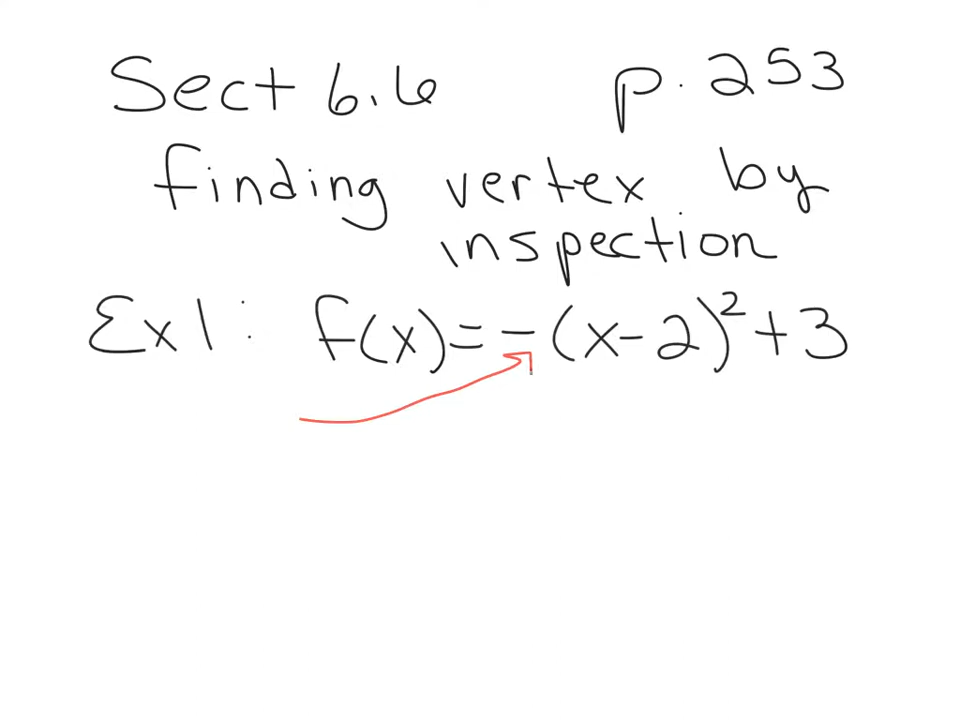 Sect 6.6 p. 253
finding vertex by
inspection
Ex 1: f(x) = -(x-2)² + 3